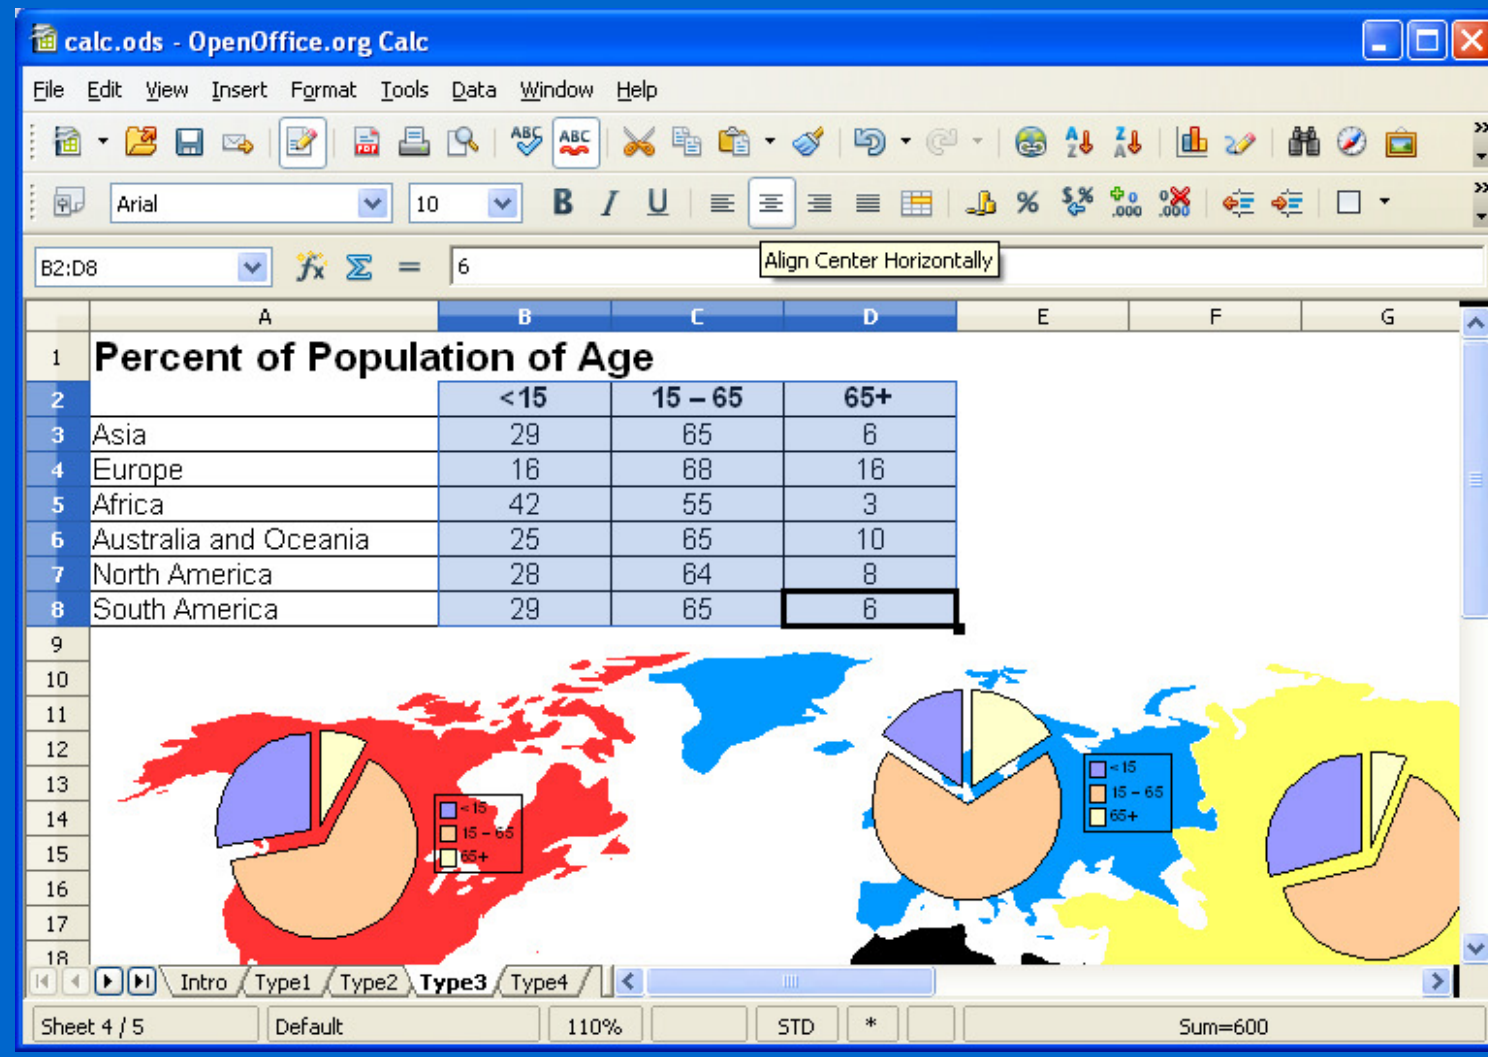 calc.ods - OpenOffice.org Calc
File Edit View Insert Format Tools Data Window Help
Arial 10
B2:D8 6
Align Center Horizontally
A B C D E F G
1 Percent of Population of Age
2 <15 15 – 65 65+
3 Asia 29 65 6
4 Europe 16 68 16
5 Africa 42 55 3
6 Australia and Oceania 25 65 10
7 North America 28 64 8
8 South America 29 65 6
9
10
11
12
13
14
15
16
17
18
<15
15 – 65
65+
<15
15 – 65
65+
Intro Type1 Type2 Type3 Type4
Sheet 4 / 5 Default 110% STD * Sum=600